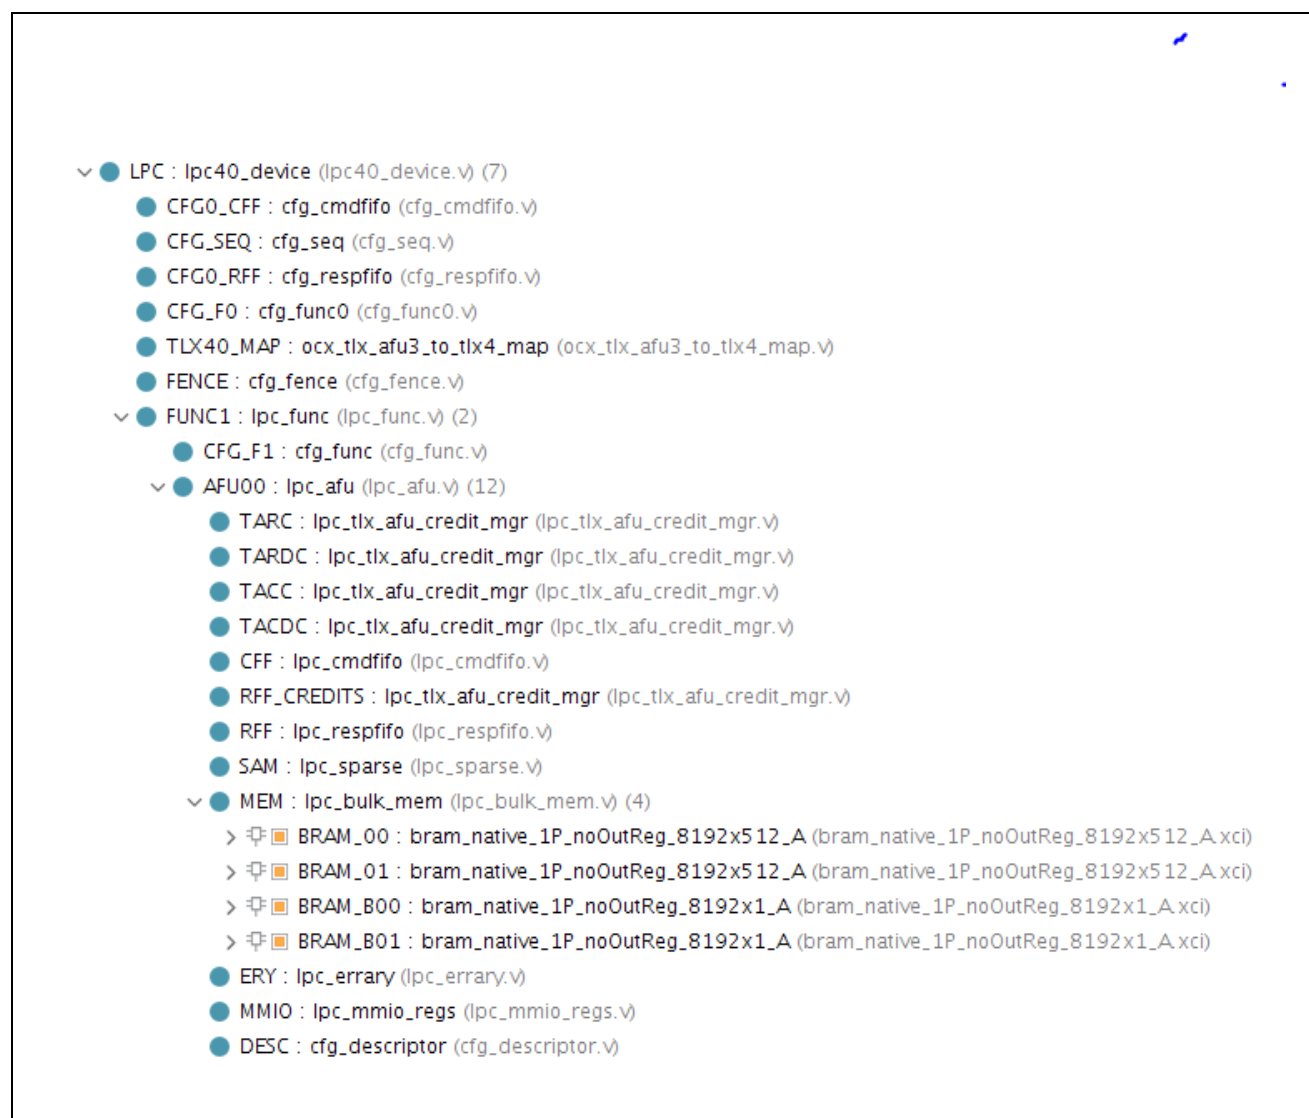 LPC : lpc40_device (lpc40_device.v) (7)
CFG0_CFF : cfg_cmdfifo (cfg_cmdfifo.v)
CFG_SEQ : cfg_seq (cfg_seq.v)
CFG0_RFF : cfg_respfifo (cfg_respfifo.v)
CFG_F0 : cfg_func0 (cfg_func0.v)
TLX40_MAP : ocx_tlx_afu3_to_tlx4_map (ocx_tlx_afu3_to_tlx4_map.v)
FENCE : cfg_fence (cfg_fence.v)
FUNC1 : lpc_func (lpc_func.v) (2)
CFG_F1 : cfg_func (cfg_func.v)
AFU00 : lpc_afu (lpc_afu.v) (12)
TARC : lpc_tlx_afu_credit_mgr (lpc_tlx_afu_credit_mgr.v)
TARDC : lpc_tlx_afu_credit_mgr (lpc_tlx_afu_credit_mgr.v)
TACC : lpc_tlx_afu_credit_mgr (lpc_tlx_afu_credit_mgr.v)
TACDC : lpc_tlx_afu_credit_mgr (lpc_tlx_afu_credit_mgr.v)
CFF : lpc_cmdfifo (lpc_cmdfifo.v)
RFF_CREDITS : lpc_tlx_afu_credit_mgr (lpc_tlx_afu_credit_mgr.v)
RFF : lpc_respfifo (lpc_respfifo.v)
SAM : lpc_sparse (lpc_sparse.v)
MEM : lpc_bulk_mem (lpc_bulk_mem.v) (4)
BRAM_00 : bram_native_1P_noOutReg_8192x512_A (bram_native_1P_noOutReg_8192x512_A.xci)
BRAM_01 : bram_native_1P_noOutReg_8192x512_A (bram_native_1P_noOutReg_8192x512_A.xci)
BRAM_B00 : bram_native_1P_noOutReg_8192x1_A (bram_native_1P_noOutReg_8192x1_A.xci)
BRAM_B01 : bram_native_1P_noOutReg_8192x1_A (bram_native_1P_noOutReg_8192x1_A.xci)
ERY : lpc_errary (lpc_errary.v)
MMIO : lpc_mmio_regs (lpc_mmio_regs.v)
DESC : cfg_descriptor (cfg_descriptor.v)